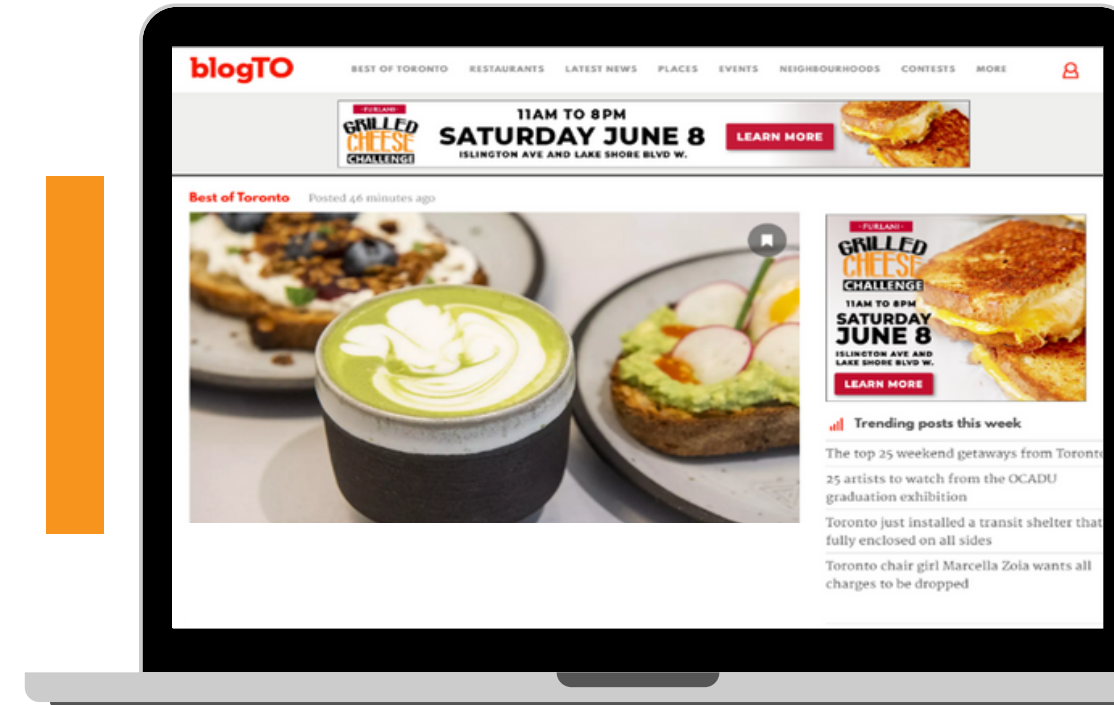 blogTO
BEST OF TORONTO RESTAURANTS LATEST NEWS PLACES EVENTS NEIGHBOURHOODS CONTESTS MORE
FURLANI
GRILLED
CHEESE
CHALLENGE
11AM TO 8PM
SATURDAY JUNE 8
ISLINGTON AVE AND LAKE SHORE BLVD W.
LEARN MORE
Best of Toronto Posted 46 minutes ago
-FURLANI-
GRILLED
CHEESE
CHALLENGE
11AM TO 8PM
SATURDAY
JUNE 8
ISLINGTON AVE AND
LAKE SHORE BLVD W.
LEARN MORE
Trending posts this week
The top 25 weekend getaways from Toronto
25 artists to watch from the OCADU
graduation exhibition
Toronto just installed a transit shelter that
fully enclosed on all sides
Toronto chair girl Marcella Zoia wants all
charges to be dropped